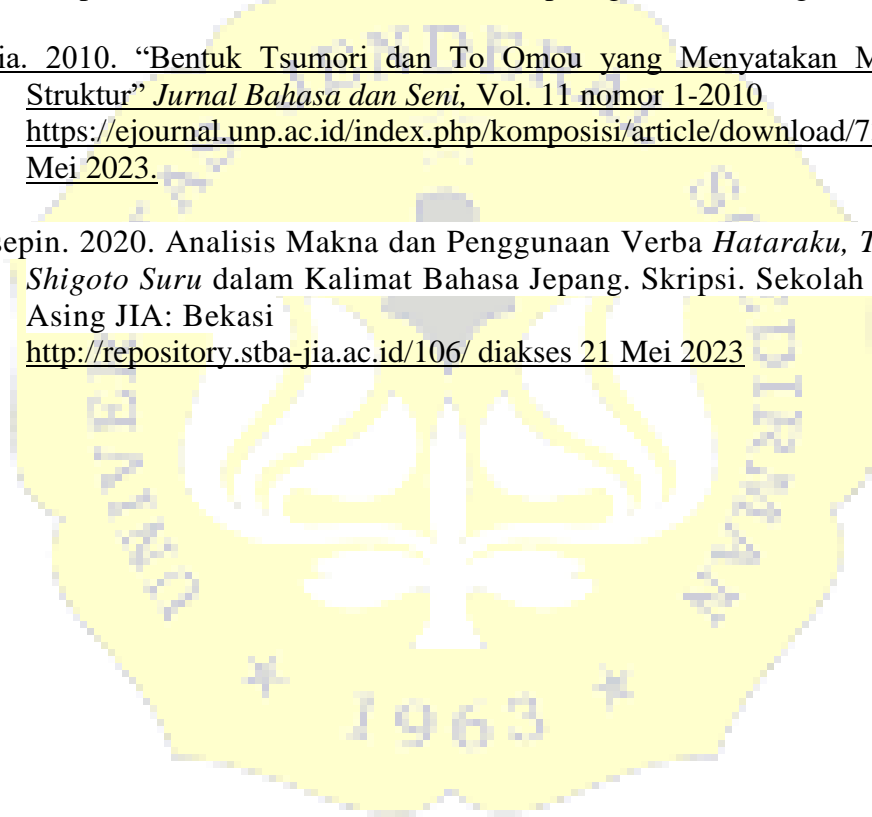 ia. 2010. “Bentuk Tsumori dan To Omou yang Menyatakan M
Struktur” Jurnal Bahasa dan Seni, Vol. 11 nomor 1-2010
https://ejournal.unp.ac.id/index.php/komposisi/article/download/7
Mei 2023.
sepin. 2020. Analisis Makna dan Penggunaan Verba Hataraku, T
Shigoto Suru dalam Kalimat Bahasa Jepang. Skripsi. Sekolah
Asing JIA: Bekasi
http://repository.stba-jia.ac.id/106/ diakses 21 Mei 2023
UNIVERSITAS JENDERAL SOEDIRMAN
1963